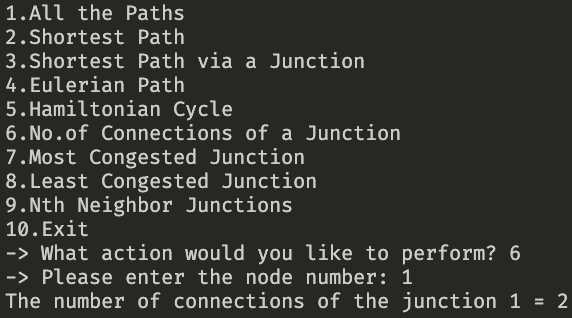 1.All the Paths
2.Shortest Path
3.Shortest Path via a Junction
4.Eulerian Path
5.Hamiltonian Cycle
6.No.of Connections of a Junction
7.Most Congested Junction
8.Least Congested Junction
9.Nth Neighbor Junctions
10.Exit
-> What action would you like to perform? 6
-> Please enter the node number: 1
The number of connections of the junction 1 = 2